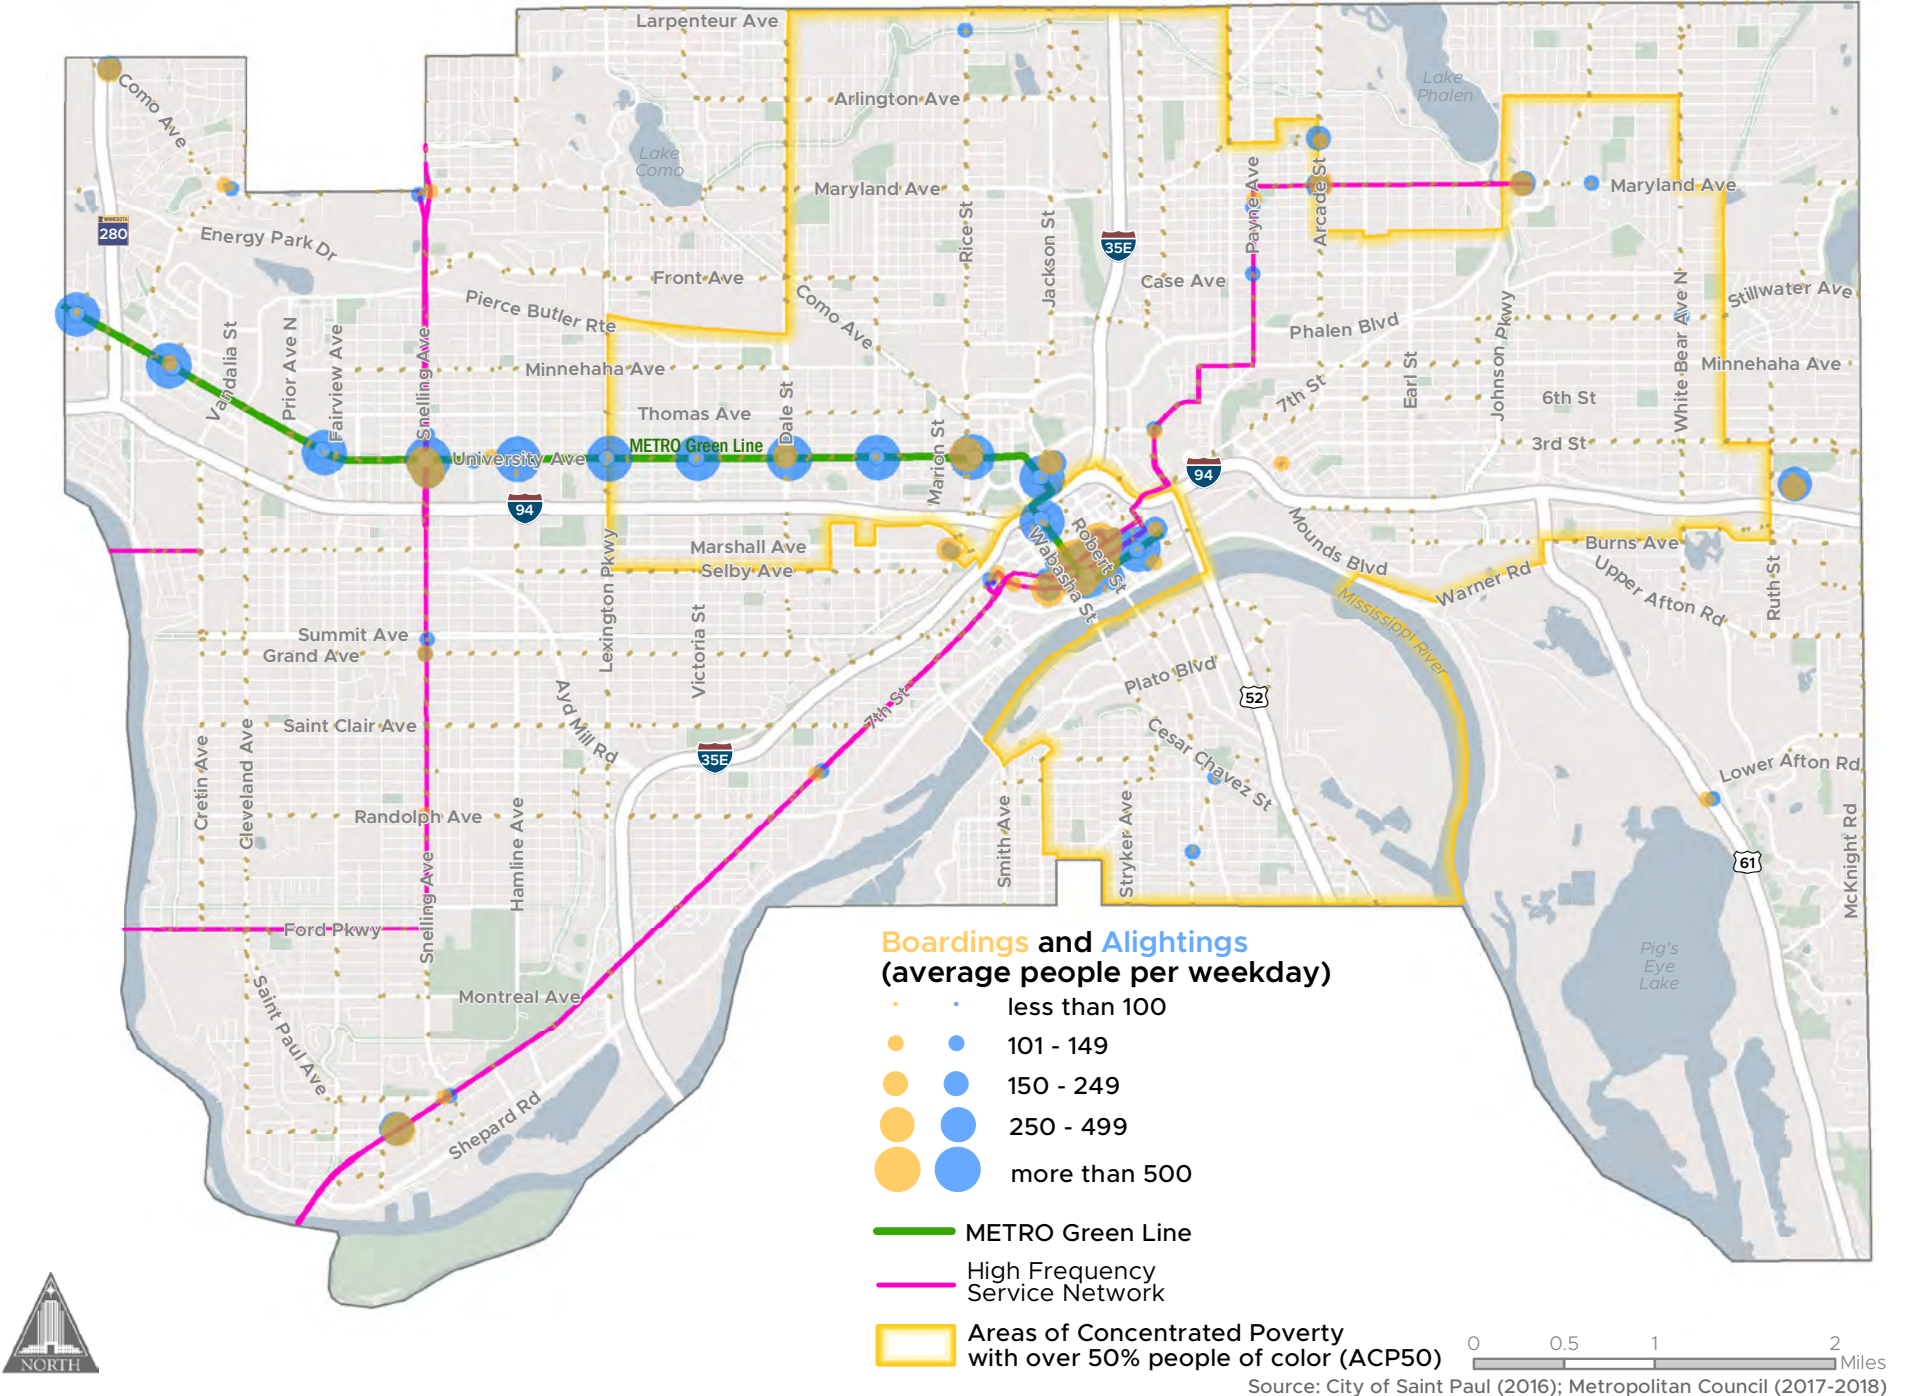 Larpenteur Ave
Como Ave
Arlington Ave
Lake
Phalen
Lake
Como
Maryland Ave
Maryland Ave
MINNESOTA
280
Energy Park Dr
Rice St
Jackson St
35E
Payne Ave
Arcade St
Front Ave
Case Ave
Pierce Butler Rte
Como Ave
Stillwater Ave
Phalen Blvd
Vandalia St
Prior Ave N
Fairview Ave
Snelling Ave
Minnehaha Ave
Minnehaha Ave
Earl St
Johnson Pkwy
White Bear Ave N
7th St
6th St
Thomas Ave
Dale St
METRO Green Line
University Ave
Marion St
3rd St
94
94
Marshall Ave
Selby Ave
Wabasha St
Robert St
Mounds Blvd
Burns Ave
Warner Rd
Upper Afton Rd
Ruth St
Mississippi River
Lexington Pkwy
Victoria St
Summit Ave
Grand Ave
Plato Blvd
52
Ayd Mill Rd
7th St
Saint Clair Ave
Cesar Chavez St
35E
Lower Afton Rd
Cretin Ave
Cleveland Ave
Randolph Ave
Hamline Ave
Smith Ave
Stryker Ave
McKnight Rd
61
Snelling Ave
Ford Pkwy
Pig's
Eye
Lake
Saint Paul Ave
Montreal Ave
Shepard Rd
Boardings and Alightings
(average people per weekday)
less than 100
101 - 149
150 - 249
250 - 499
more than 500
METRO Green Line
High Frequency
Service Network
Areas of Concentrated Poverty
with over 50% people of color (ACP50)
0 0.5 1 2
Miles
NORTH
Source: City of Saint Paul (2016); Metropolitan Council (2017-2018)